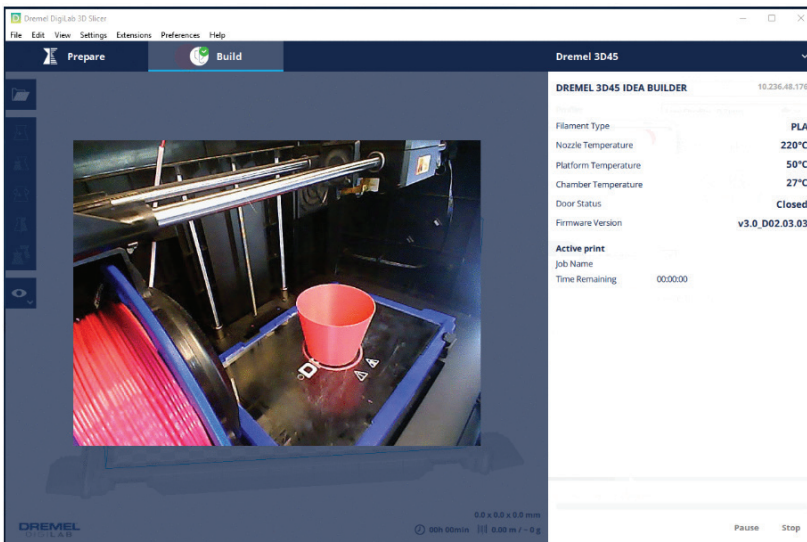 Dremel DigiLab 3D Slicer
File Edit View Settings Extensions Preferences Help
Prepare
Build
Dremel 3D45
DREMEL 3D45 IDEA BUILDER 10.236.48.176
Filament Type PLA
Nozzle Temperature 220°C
Platform Temperature 50°C
Chamber Temperature 27°C
Door Status Closed
Firmware Version v3.0_D02.03.03
Active print
Job Name
Time Remaining 00:00:00
D
0.0 x 0.0 x 0.0 mm
00h 00min 0.00 m / ~ 0 g
DREMEL
DIGILAB
Pause Stop